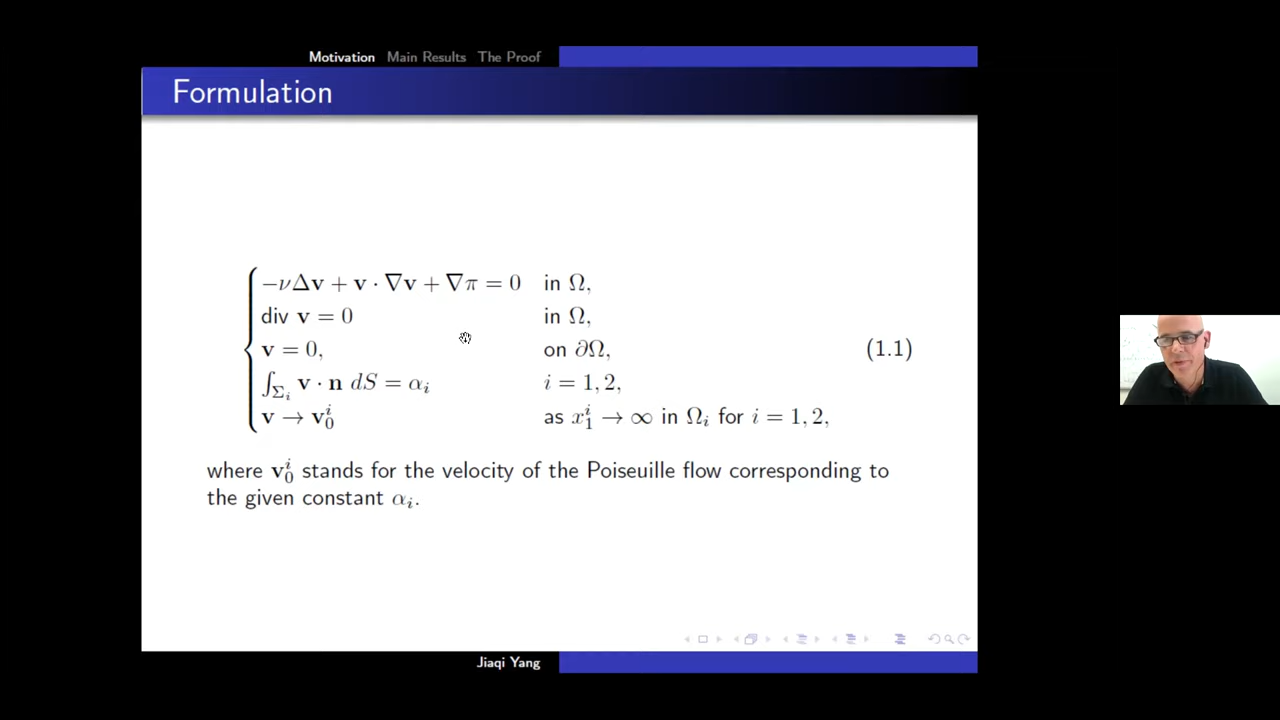 Motivation Main Results The Proof
Formulation
−νΔv + v · ∇v + ∇π = 0 in Ω,
div v = 0 in Ω,
v = 0, on ∂Ω, (1.1)
∫_{Σ_i} v · n dS = α_i i = 1, 2,
v → v_0^i as x_1^i → ∞ in Ω_i for i = 1, 2,
where v_0^i stands for the velocity of the Poiseuille flow corresponding to
the given constant α_i.
Jiaqi Yang